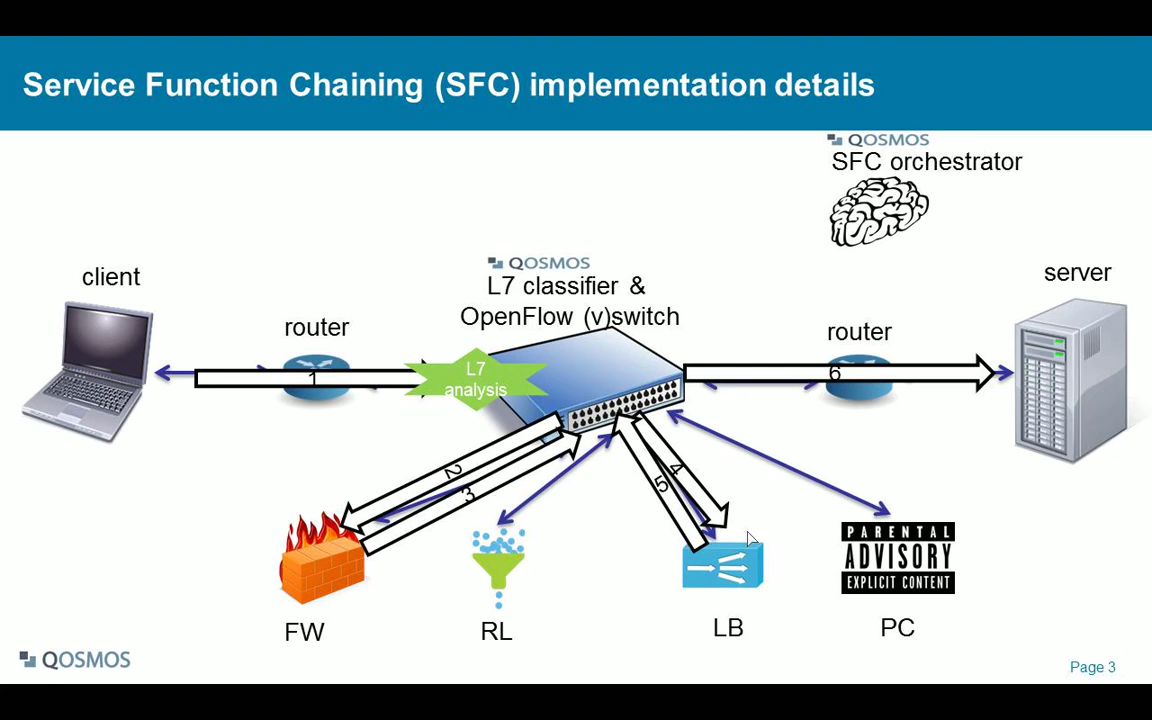 Service Function Chaining (SFC) implementation details
QOSMOS
SFC orchestrator
QOSMOS
L7 classifier &
OpenFlow (v)switch
client
server
router
router
L7
analysis
1
6
2
3
4
5
PARENTAL
ADVISORY
EXPLICIT CONTENT
FW
RL
LB
PC
QOSMOS
Page 3